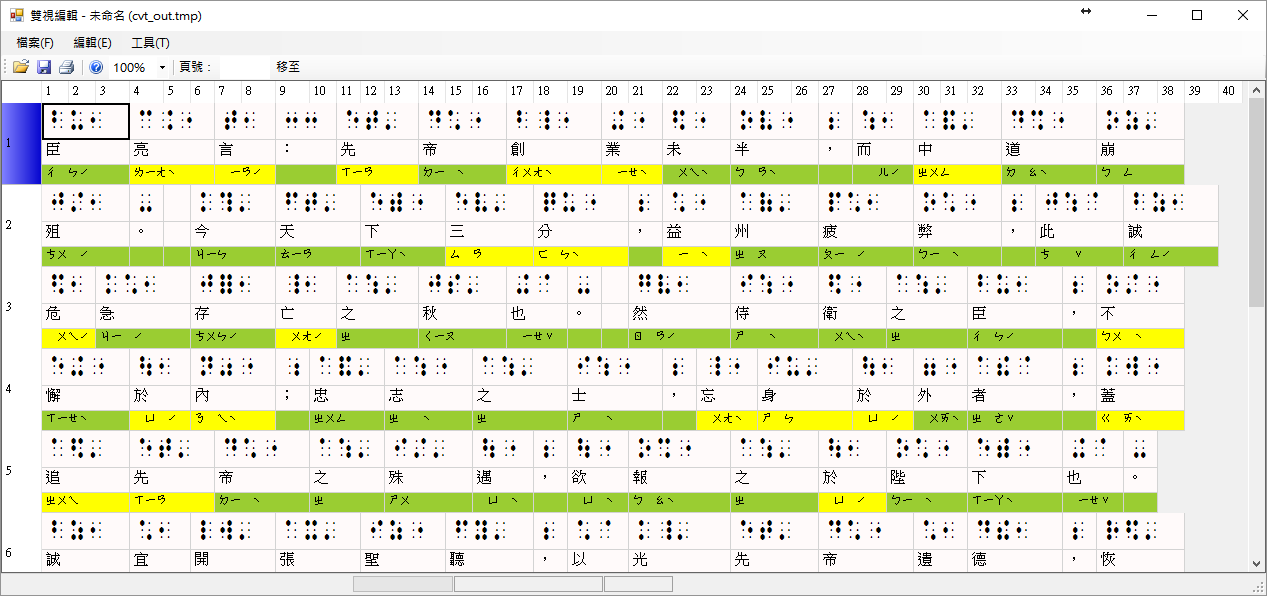 雙視編輯 - 未命名 (cvt_out.tmp)
檔案(F) 編輯(E) 工具(T)
100% 頁號： 移至
1 2 3 4 5 6 7 8 9 10 11 12 13 14 15 16 17 18 19 20 21 22 23 24 25 26 27 28 29 30 31 32 33 34 35 36 37 38 39 40
1
臣 亮 言 ： 先 帝 創 業 未 半 ， 而 中 道 崩
ㄔㄣˊ ㄌㄧㄤˋ ㄧㄢˊ ㄒㄧㄢ ㄉㄧˋ ㄔㄨㄤˋ ㄧㄝˋ ㄨㄟˋ ㄅㄢˋ ㄦˊ ㄓㄨㄥ ㄉㄠˋ ㄅㄥ
2
殂 。 今 天 下 三 分 ， 益 州 疲 弊 ， 此 誠
ㄘㄨˊ ㄐㄧㄣ ㄊㄧㄢ ㄒㄧㄚˋ ㄙㄢ ㄈㄣˋ ㄧˋ ㄓㄡ ㄆㄧˊ ㄅㄧˋ ㄘˇ ㄔㄥˊ
3
危 急 存 亡 之 秋 也 。 然 侍 衛 之 臣 ， 不
ㄨㄟˊ ㄐㄧˊ ㄘㄨㄣˊ ㄨㄤˊ ㄓ ㄑㄧㄡ ㄧㄝˇ ㄖㄢˊ ㄕˋ ㄨㄟˋ ㄓ ㄔㄣˊ ㄅㄨˋ
4
懈 於 內 ； 忠 志 之 士 ， 忘 身 於 外 者 ， 蓋
ㄒㄧㄝˋ ㄩˊ ㄋㄟˋ ㄓㄨㄥ ㄓˋ ㄓ ㄕˋ ㄨㄤˋ ㄕㄣ ㄩˊ ㄨㄞˋ ㄓㄜˇ ㄍㄞˋ
5
追 先 帝 之 殊 遇 ， 欲 報 之 於 陛 下 也 。
ㄓㄨㄟ ㄒㄧㄢ ㄉㄧˋ ㄓ ㄕㄨ ㄩˋ ㄩˋ ㄅㄠˋ ㄓ ㄩˊ ㄅㄧˋ ㄒㄧㄚˋ ㄧㄝˇ
6
誠 宜 開 張 聖 聽 ， 以 光 先 帝 遺 德 ， 恢